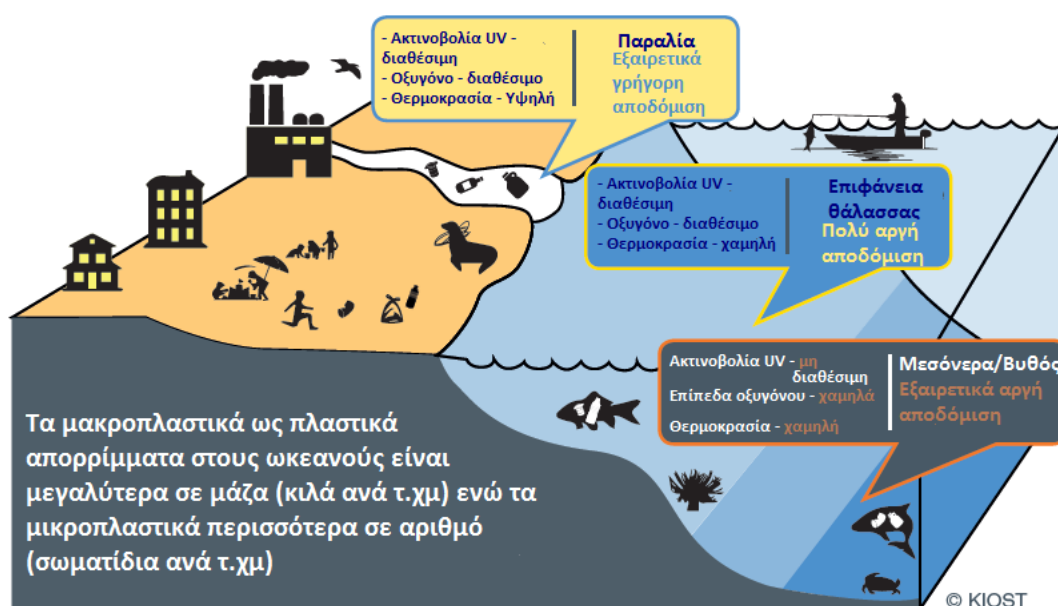 - Ακτινοβολία UV -
διαθέσιμη
- Οξυγόνο - διαθέσιμο
- Θερμοκρασία - Υψηλή
Παραλία
Εξαιρετικά
γρήγορη
αποδόμιση
- Ακτινοβολία UV -
διαθέσιμη
- Οξυγόνο - διαθέσιμο
- Θερμοκρασία - χαμηλή
Επιφάνεια
θάλασσας
Πολύ αργή
αποδόμιση
Ακτινοβολία UV - μη
διαθέσιμη
Επίπεδα οξυγόνου - χαμηλά
Θερμοκρασία - χαμηλή
Μεσόνερα/Βυθός
Εξαιρετικά αργή
αποδόμιση
Τα μακροπλαστικά ως πλαστικά
απορρίμματα στους ωκεανούς είναι
μεγαλύτερα σε μάζα (κιλά ανά τ.χμ) ενώ τα
μικροπλαστικά περισσότερα σε αριθμό
(σωματίδια ανά τ.χμ)
© KIOST